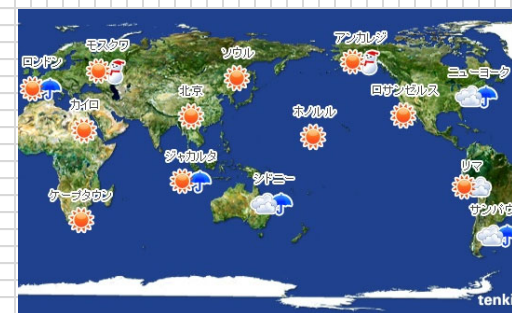 アンカレジ
モスクワ
ソウル
ロンドン
ニューヨーク
北京
ロサンゼルス
カイロ
ホノルル
ジャカルタ
リマ
シドニー
ケープタウン
サンパウ
tenki